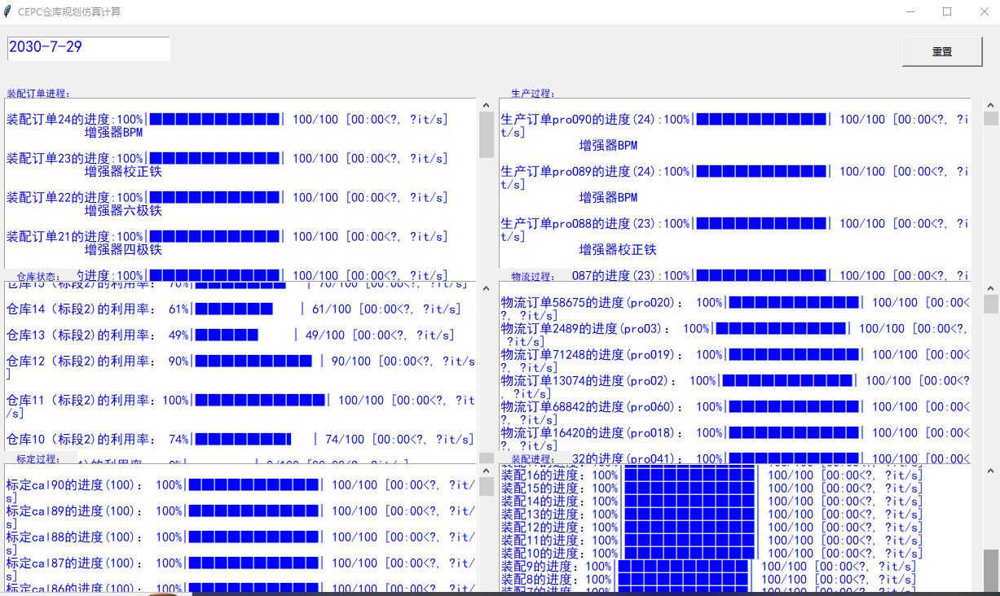 CEPC仓库规划仿真计算
2030-7-29
重置
装配订单进程:
装配订单24的进度:100%|██████████| 100/100 [00:00<?, ?it/s]
增强器BPM
装配订单23的进度:100%|██████████| 100/100 [00:00<?, ?it/s]
增强器校正铁
装配订单22的进度:100%|██████████| 100/100 [00:00<?, ?it/s]
增强器六极铁
装配订单21的进度:100%|██████████| 100/100 [00:00<?, ?it/s]
增强器四极铁
的进度:100%|██████████| 100/100 [00:00<?, ?it/s]
生产过程:
生产订单pro090的进度(24):100%|██████████| 100/100 [00:00<?, ?i
t/s]
增强器BPM
生产订单pro089的进度(24):100%|██████████| 100/100 [00:00<?, ?i
t/s]
增强器BPM
生产订单pro088的进度(23):100%|██████████| 100/100 [00:00<?, ?i
t/s]
增强器校正铁
087的进度(23):100%|██████████| 100/100 [00:00<?, ?i
仓库状态:
仓库15（标段2)的利用率: 70%|███████   | 70/100 [00:00<?, ?it/s]
仓库14（标段2)的利用率: 61%|██████    | 61/100 [00:00<?, ?it/s]
仓库13（标段2)的利用率: 49%|█████     | 49/100 [00:00<?, ?it/s]
仓库12（标段2)的利用率: 90%|█████████ | 90/100 [00:00<?, ?it/s
]
仓库11（标段2)的利用率:100%|██████████| 100/100 [00:00<?, ?it
/s]
仓库10（标段2)的利用率: 74%|███████▍  | 74/100 [00:00<?, ?it/s]
物流过程:
物流订单58675的进度(pro020): 100%|██████████| 100/100 [00:00<
?, ?it/s]
物流订单2489的进度(pro03): 100%|██████████| 100/100 [00:00<?,
?it/s]
物流订单71248的进度(pro019): 100%|██████████| 100/100 [00:00<
?, ?it/s]
物流订单13074的进度(pro02): 100%|██████████| 100/100 [00:00<?
, ?it/s]
物流订单68842的进度(pro060): 100%|██████████| 100/100 [00:00<
?, ?it/s]
物流订单16420的进度(pro018): 100%|██████████| 100/100 [00:00<
?, ?it/s]
32的进度(pro041): 100%|██████████| 100/100 [00:00<
标定过程:
标定cal90的进度(100): 100%|██████████| 100/100 [00:00<?, ?it/
s]
标定cal89的进度(100): 100%|██████████| 100/100 [00:00<?, ?it/
s]
标定cal88的进度(100): 100%|██████████| 100/100 [00:00<?, ?it/
s]
标定cal87的进度(100): 100%|██████████| 100/100 [00:00<?, ?it/
s]
标定cal86的进度(100): 100%|██████████| 100/100 [00:00<?, ?it/
装配进程:
装配16的进度: 100%|██████████| 100/100 [00:00<?, ?it/s]
装配15的进度: 100%|██████████| 100/100 [00:00<?, ?it/s]
装配14的进度: 100%|██████████| 100/100 [00:00<?, ?it/s]
装配13的进度: 100%|██████████| 100/100 [00:00<?, ?it/s]
装配12的进度: 100%|██████████| 100/100 [00:00<?, ?it/s]
装配11的进度: 100%|██████████| 100/100 [00:00<?, ?it/s]
装配10的进度: 100%|██████████| 100/100 [00:00<?, ?it/s]
装配9的进度: 100%|██████████| 100/100 [00:00<?, ?it/s]
装配8的进度: 100%|██████████| 100/100 [00:00<?, ?it/s]
装配7的进度: 100%|██████████| 100/100 [00:00<?, ?it/s]